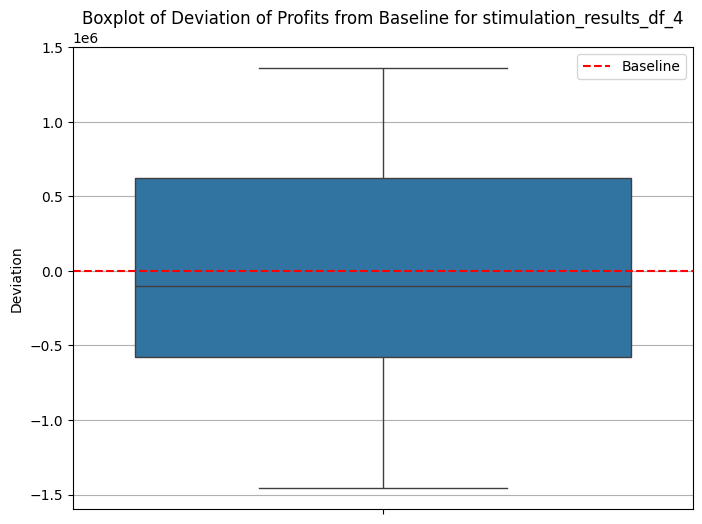 Boxplot of Deviation of Profits from Baseline for stimulation_results_df_4
1e6
1.5
Baseline
1.0
0.5
0.0
Deviation
−0.5
−1.0
−1.5